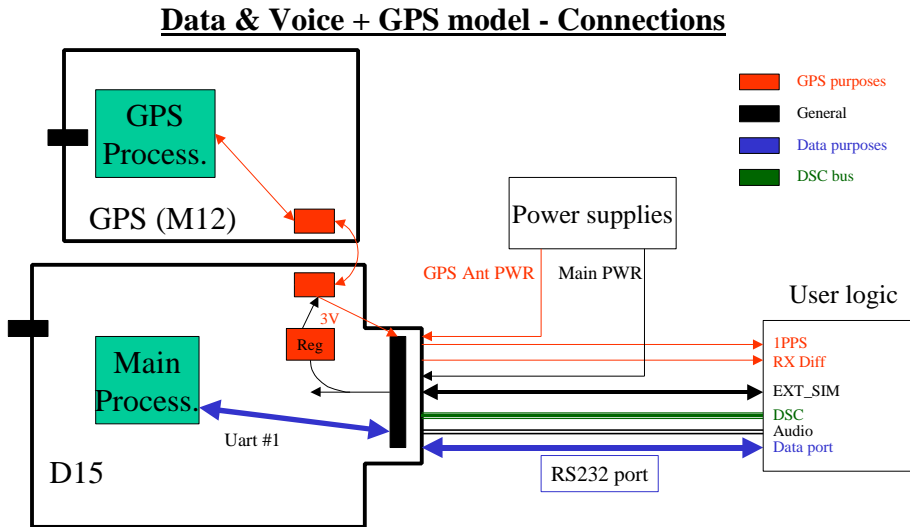 Data & Voice + GPS model - Connections
GPS
Process.
GPS (M12)
GPS purposes
General
Data purposes
DSC bus
Power supplies
GPS Ant PWR
Main PWR
User logic
3V
Reg
Main
Process.
Uart #1
D15
1PPS
RX Diff
EXT_SIM
DSC
Audio
Data port
RS232 port